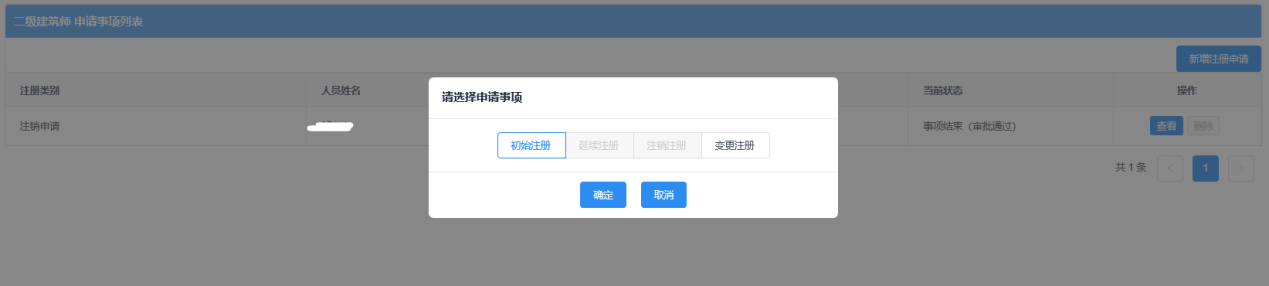 二级建筑师 申请事项列表
新增注册申请
注册类别 人员姓名 当前状态 操作
请选择申请事项
注销申请 事项结束（审批通过） 查看 删除
初始注册 延续注册 注销注册 变更注册
共 1 条 < 1 >
确定 取消